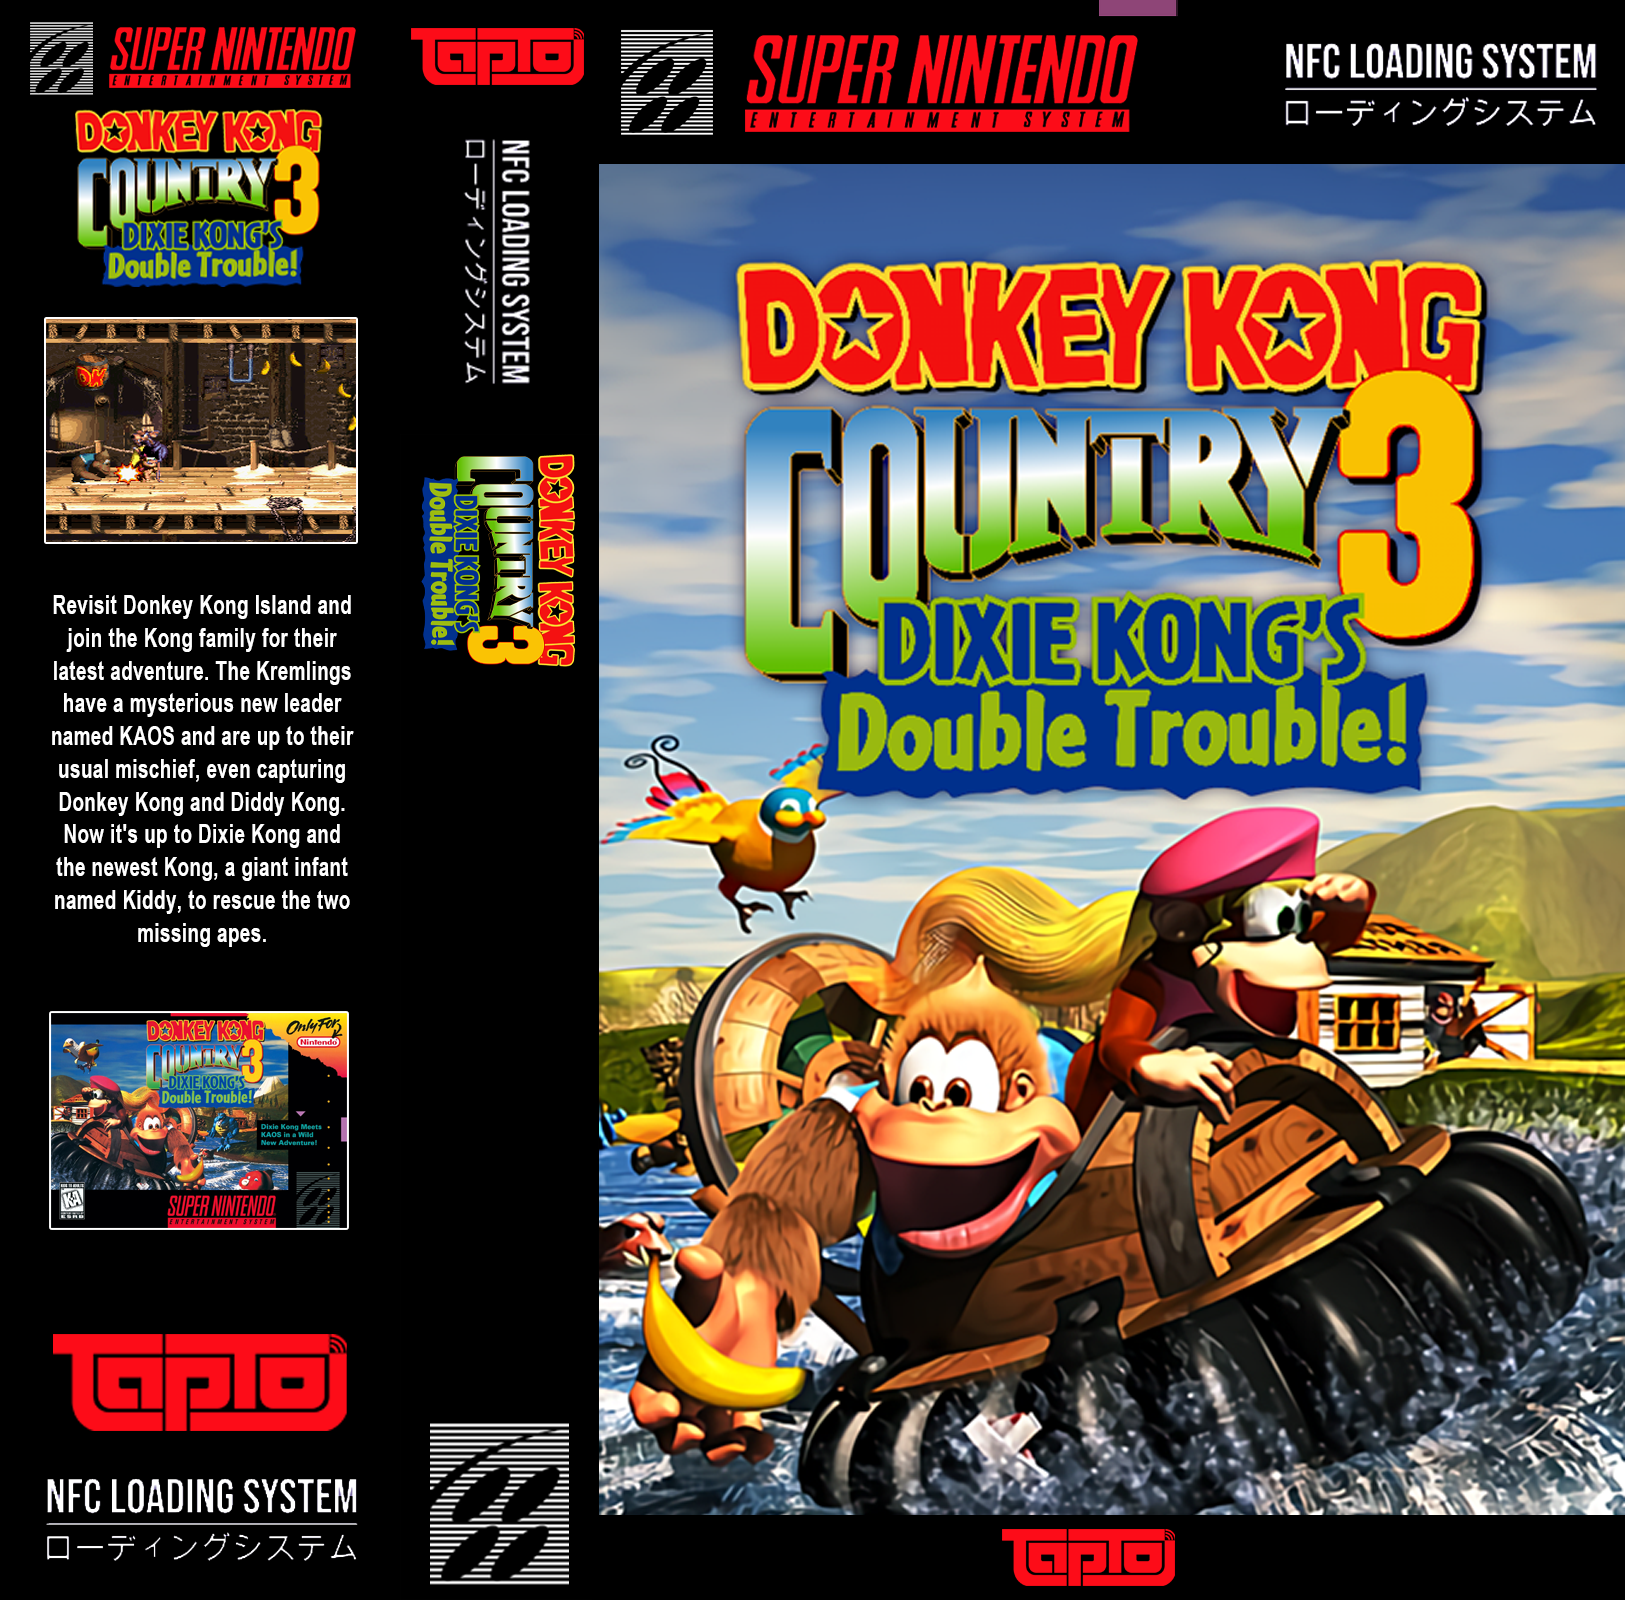 SUPER NINTENDO
ENTERTAINMENT SYSTEM
DONKEY KONG
COUNTRY 3
DIXIE KONG'S
Double Trouble!
DK
Revisit Donkey Kong Island and
join the Kong family for their
latest adventure. The Kremlings
have a mysterious new leader
named KAOS and are up to their
usual mischief, even capturing
Donkey Kong and Diddy Kong.
Now it's up to Dixie Kong and
the newest Kong, a giant infant
named Kiddy, to rescue the two
missing apes.
DONKEY KONG
COUNTRY 3
DIXIE KONG'S
Double Trouble!
Only For
Nintendo
Dixie Kong Meets
KAOS in a Wild
New Adventure!
K-A
SUPER NINTENDO
ENTERTAINMENT SYSTEM
TapTo
NFC LOADING SYSTEM
ローディングシステム
TapTo
NFC LOADING SYSTEM
ローディングシステム
DONKEY KONG
COUNTRY 3
DIXIE KONG'S
Double Trouble!
SUPER NINTENDO
ENTERTAINMENT SYSTEM
NFC LOADING SYSTEM
ローディングシステム
DONKEY KONG
COUNTRY 3
DIXIE KONG'S
Double Trouble!
TapTo